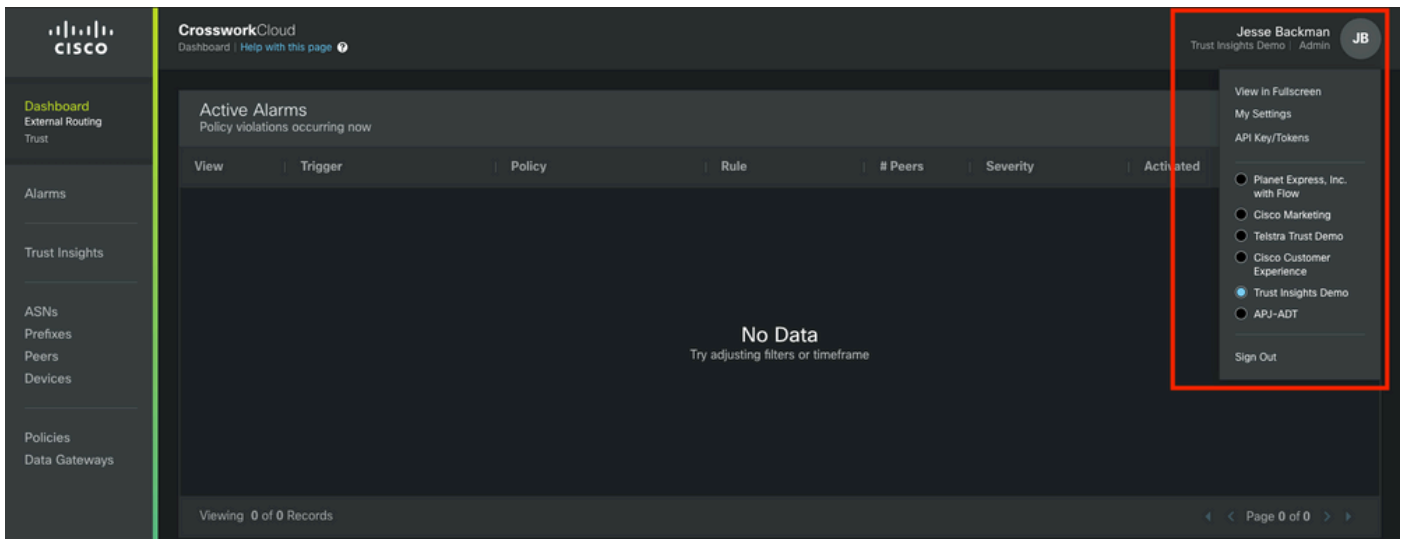 CISCO
CrossworkCloud
Dashboard | Help with this page ?
Jesse Backman
Trust Insights Demo | Admin
JB
Dashboard
External Routing
Trust
Alarms
Trust Insights
ASNs
Prefixes
Peers
Devices
Policies
Data Gateways
Active Alarms
Policy violations occurring now
View | Trigger | Policy | Rule | # Peers | Severity | Activated
No Data
Try adjusting filters or timeframe
Viewing 0 of 0 Records
Page 0 of 0
View in Fullscreen
My Settings
API Key/Tokens
Planet Express, Inc.
with Flow
Cisco Marketing
Telstra Trust Demo
Cisco Customer
Experience
Trust Insights Demo
APJ-ADT
Sign Out